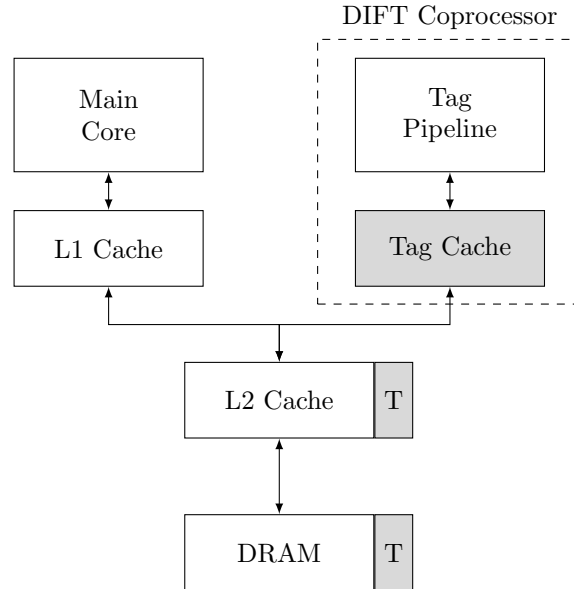 DIFT Coprocessor
Main
Core
Tag
Pipeline
L1 Cache
Tag Cache
L2 Cache
T
DRAM
T